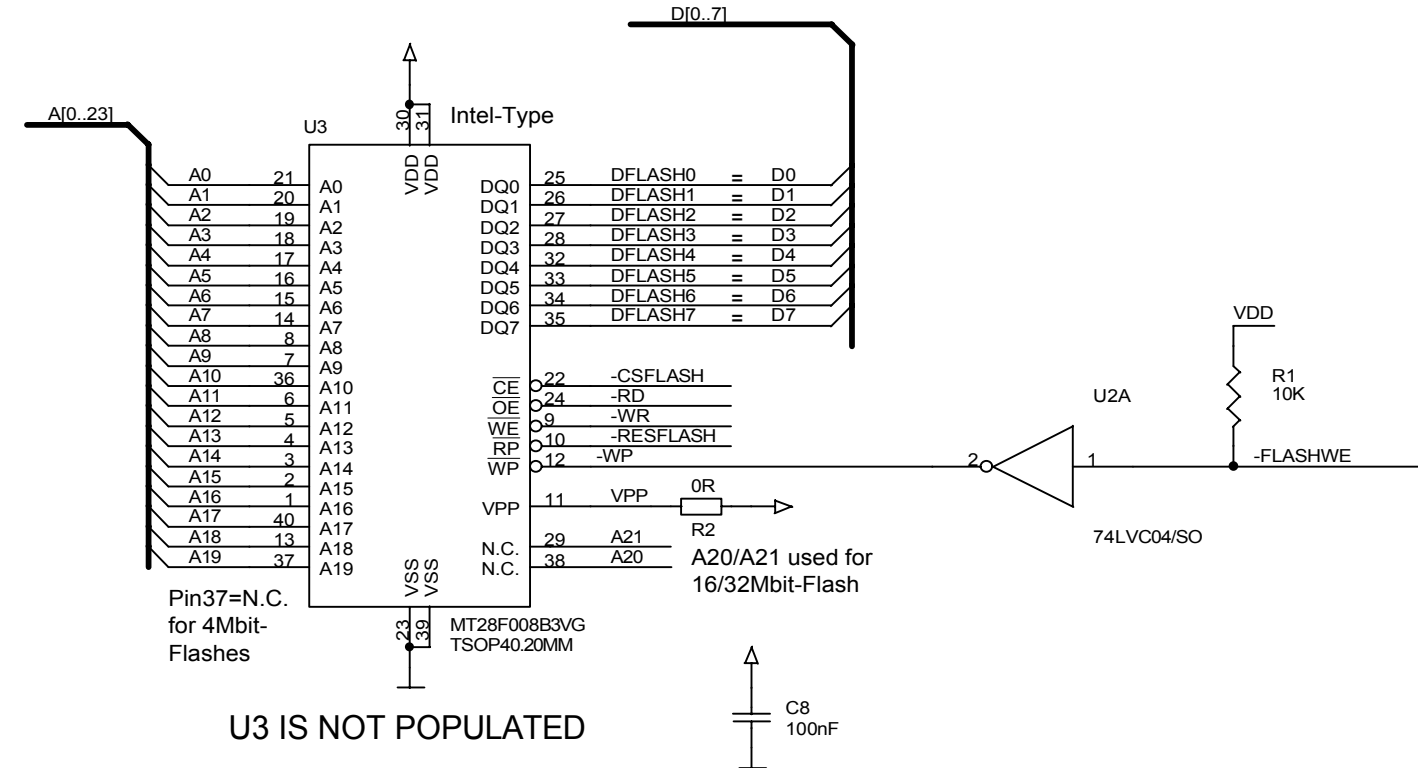 D[0..7]
A[0..23]
U3
30
31
Intel-Type
VDD
VDD
A0 21 A0 DQ0 25 DFLASH0 = D0
A1 20 A1 DQ1 26 DFLASH1 = D1
A2 19 A2 DQ2 27 DFLASH2 = D2
A3 18 A3 DQ3 28 DFLASH3 = D3
A4 17 A4 DQ4 32 DFLASH4 = D4
A5 16 A5 DQ5 33 DFLASH5 = D5
A6 15 A6 DQ6 34 DFLASH6 = D6
A7 14 A7 DQ7 35 DFLASH7 = D7
A8 8 A8
A9 7 A9
A10 36 A10 CE 22 -CSFLASH
A11 6 A11 OE 24 -RD
A12 5 A12 WE 9 -WR
A13 4 A13 RP 10 -RESFLASH
A14 3 A14 WP 12 -WP
A15 2 A15
A16 1 A16 VPP 11 VPP 0R
A17 40 A17
A18 13 A18 N.C. 29 A21
A19 37 A19 N.C. 38 A20
R2
A20/A21 used for
16/32Mbit-Flash
VDD
R1
10K
U2A
2 1 -FLASHWE
74LVC04/SO
VSS
VSS
23
39
Pin37=N.C.
for 4Mbit-
Flashes
MT28F008B3VG
TSOP40.20MM
U3 IS NOT POPULATED
C8
100nF